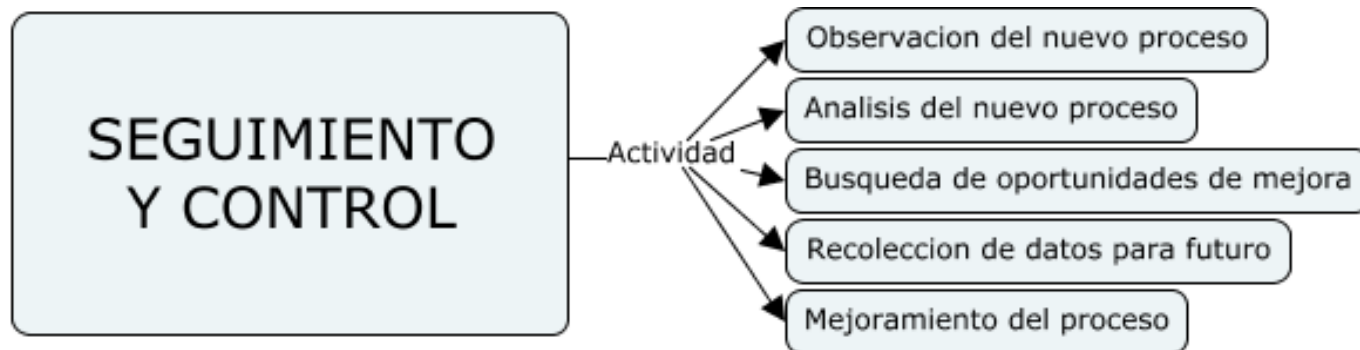 SEGUIMIENTO
Y CONTROL
Actividad
Observacion del nuevo proceso
Analisis del nuevo proceso
Busqueda de oportunidades de mejora
Recoleccion de datos para futuro
Mejoramiento del proceso